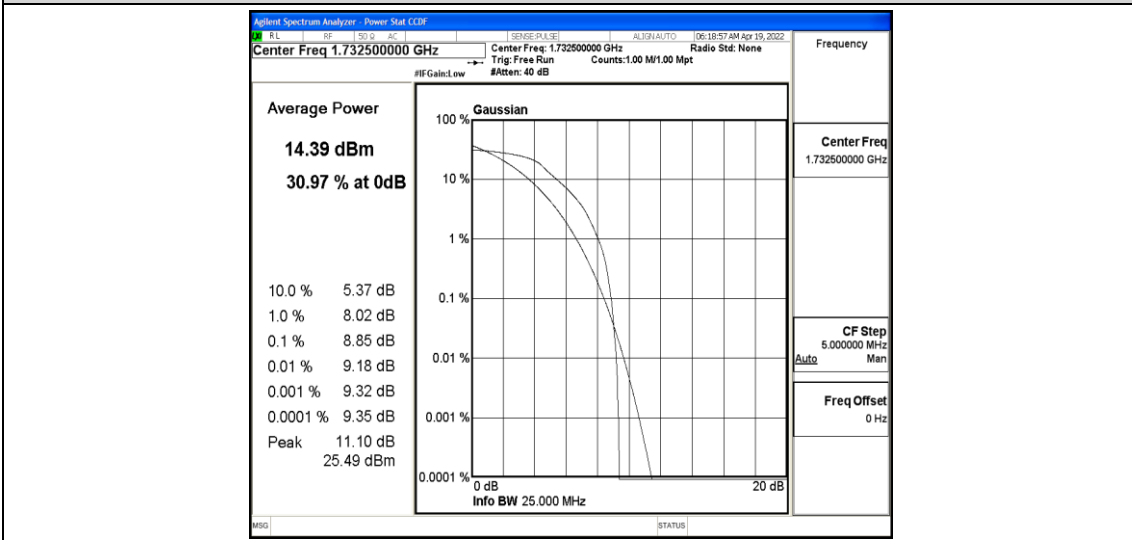 Agilent Spectrum Analyzer - Power Stat CCDF
LXI RL RF 50 Ω AC SENSE:PULSE ALIGNAUTO 06:18:57 AM Apr 19, 2022
Center Freq 1.732500000 GHz
Center Freq: 1.732500000 GHz Radio Std: None
Trig: Free Run Counts:1.00 M/1.00 Mpt
#IFGain:Low #Atten: 40 dB
Frequency
Average Power
14.39 dBm
30.97 % at 0dB
10.0 % 5.37 dB
1.0 % 8.02 dB
0.1 % 8.85 dB
0.01 % 9.18 dB
0.001 % 9.32 dB
0.0001 % 9.35 dB
Peak 11.10 dB
25.49 dBm
Gaussian
100 %
10 %
1 %
0.1 %
0.01 %
0.001 %
0.0001 %
0 dB 20 dB
Info BW 25.000 MHz
Center Freq
1.732500000 GHz
CF Step
5.000000 MHz
Auto Man
Freq Offset
0 Hz
MSG STATUS